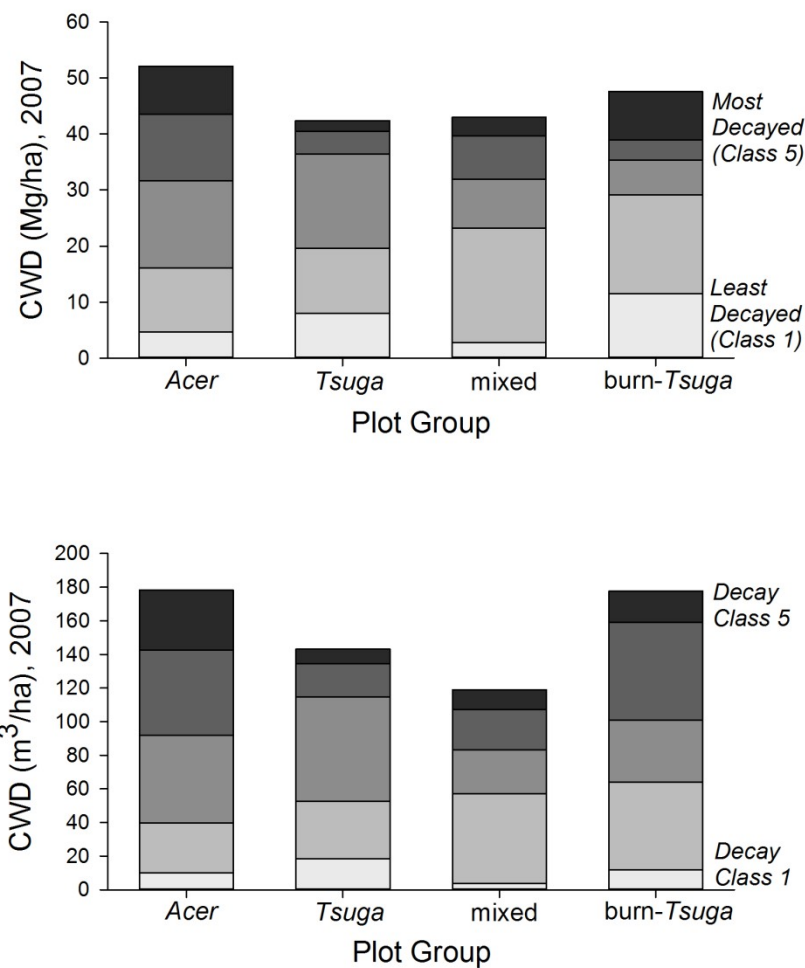 CWD (Mg/ha), 2007
60
50
40
30
20
10
0
Most
Decayed
(Class 5)
Least
Decayed
(Class 1)
Acer Tsuga mixed burn-Tsuga
Plot Group
CWD (m³/ha), 2007
200
180
160
140
120
100
80
60
40
20
0
Decay
Class 5
Decay
Class 1
Acer Tsuga mixed burn-Tsuga
Plot Group